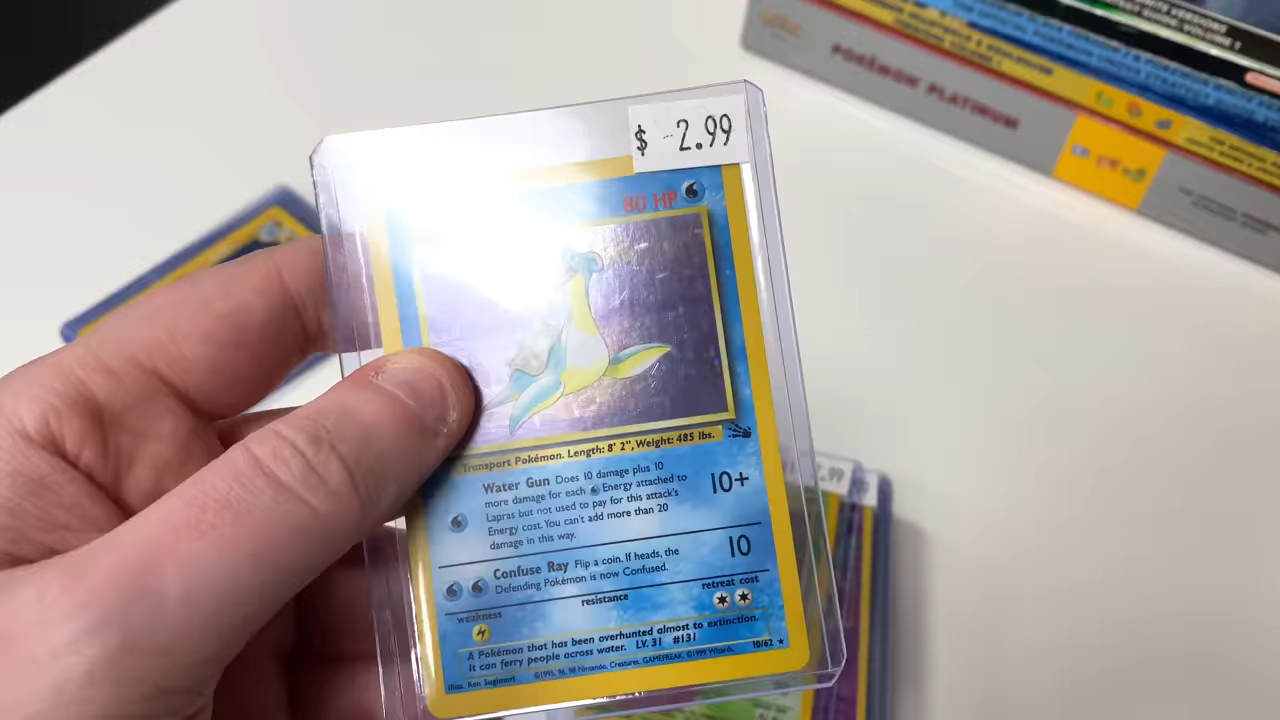 $ 2.99
80 HP
Transport Pokémon. Length: 8' 2", Weight: 485 lbs.
Water Gun Does 10 damage plus 10
more damage for each Energy attached to
Lapras but not used to pay for this attack's
Energy cost. You can't add more than 20
damage in this way.
10+
Confuse Ray Flip a coin. If heads, the
Defending Pokémon is now Confused.
10
weakness
resistance
retreat cost
A Pokémon that has been overhunted almost to extinction.
It can ferry people across water. LV. 31 #131
Illus. Ken Sugimori
©1995, 96, 98 Nintendo, Creatures, GAMEFREAK. ©1999 Wizards.
10/62
POKÉMON PLATINUM
.99